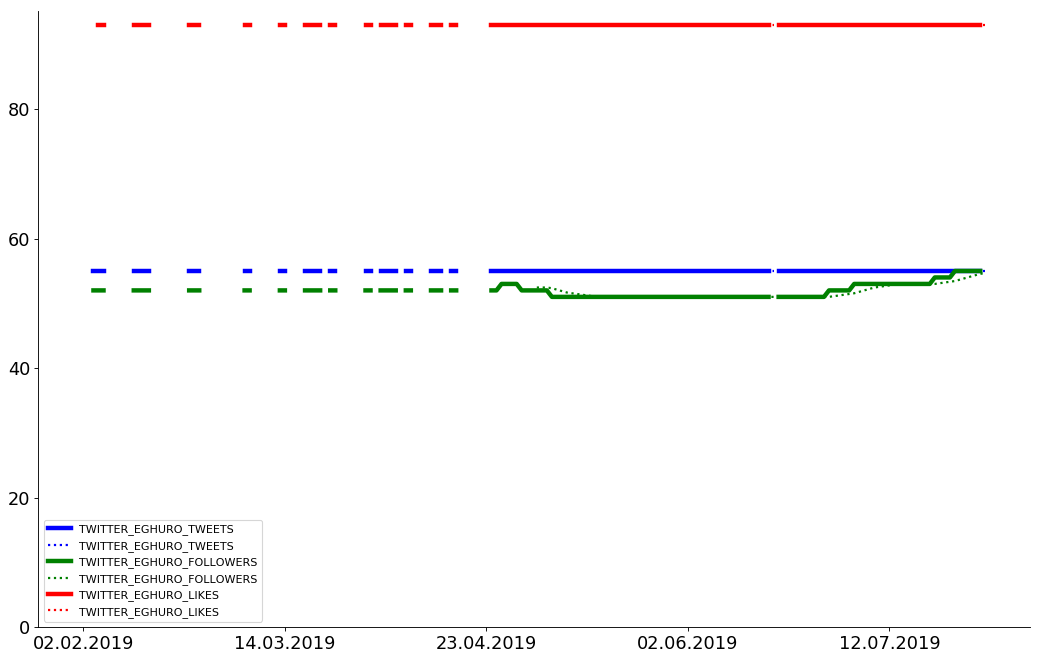 80
60
40
20
0
TWITTER_EGHURO_TWEETS
TWITTER_EGHURO_TWEETS
TWITTER_EGHURO_FOLLOWERS
TWITTER_EGHURO_FOLLOWERS
TWITTER_EGHURO_LIKES
TWITTER_EGHURO_LIKES
02.02.2019 14.03.2019 23.04.2019 02.06.2019 12.07.2019